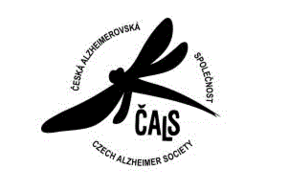 ČESKÁ ALZHEIMEROVSKÁ
SPOLEČNOST
ČALS
CZECH ALZHEIMER SOCIETY